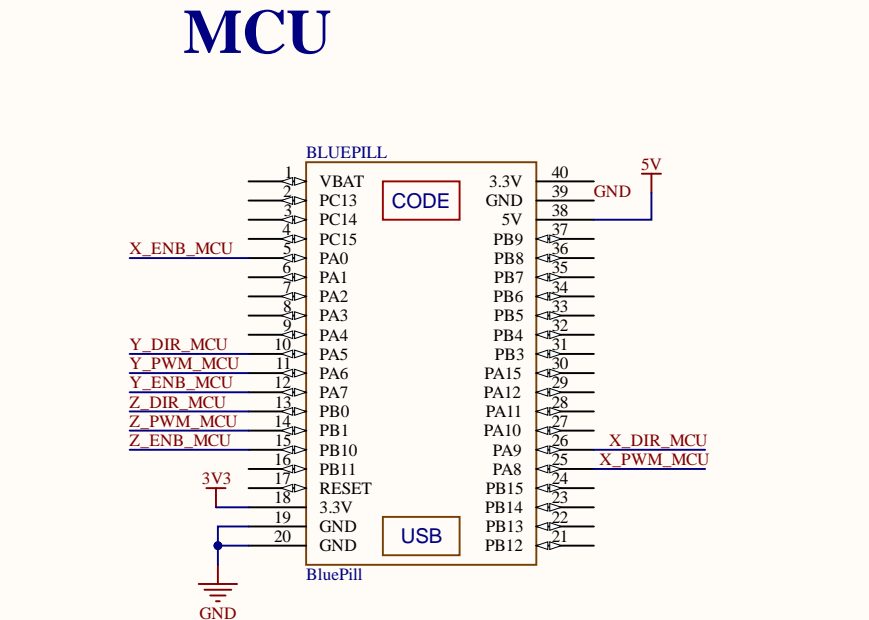 MCU
BLUEPILL
1 VBAT CODE 3.3V 40 5V
2 PC13 GND 39 GND
3 PC14 5V 38
4 PC15 PB9 37
X_ENB_MCU 5 PA0 PB8 36
6 PA1 PB7 35
7 PA2 PB6 34
8 PA3 PB5 33
9 PA4 PB4 32
Y_DIR_MCU 10 PA5 PB3 31
Y_PWM_MCU 11 PA6 PA15 30
Y_ENB_MCU 12 PA7 PA12 29
Z_DIR_MCU 13 PB0 PA11 28
Z_PWM_MCU 14 PB1 PA10 27
Z_ENB_MCU 15 PB10 PA9 26 X_DIR_MCU
16 PB11 PA8 25 X_PWM_MCU
3V3 17 RESET PB15 24
18 3.3V PB14 23
19 GND USB PB13 22
20 GND PB12 21
BluePill
GND